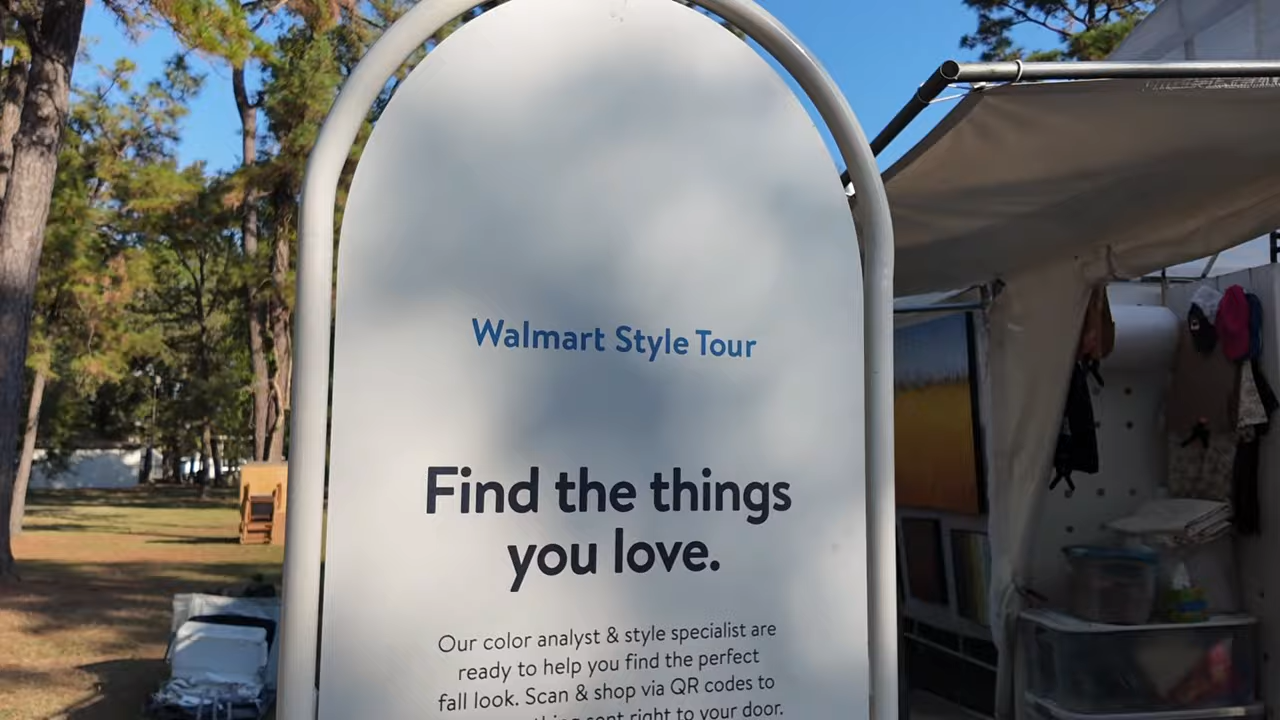 Walmart Style Tour
Find the things
you love.
Our color analyst & style specialist are
ready to help you find the perfect
fall look. Scan & shop via QR codes to
sent right to your door.